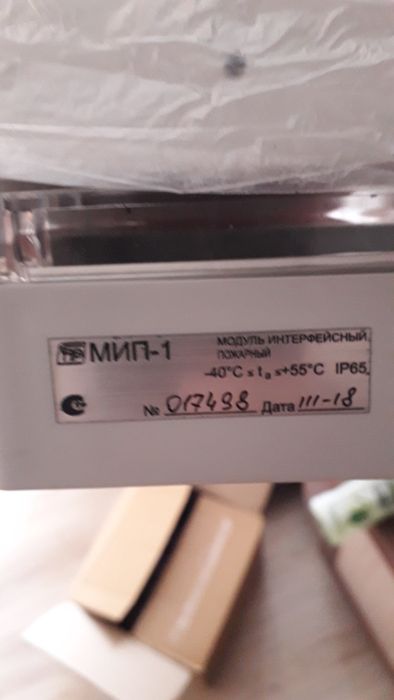 МИП-1
МОДУЛЬ ИНТЕРФЕЙСНЫЙ
ПОЖАРНЫЙ
-40°C ≤ ta ≤+55°C IP65
№ 017498 Дата III-18